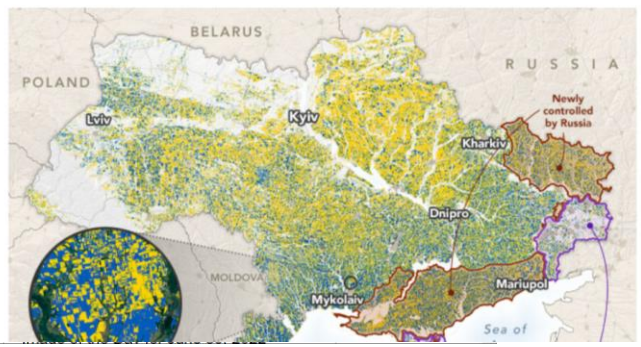 BELARUS
RUSSIA
POLAND
Newly
controlled
by Russia
Lviv
Kyiv
Kharkiv
Dnipro
MOLDOVA
Mykolaiv
Mariupol
Sea of